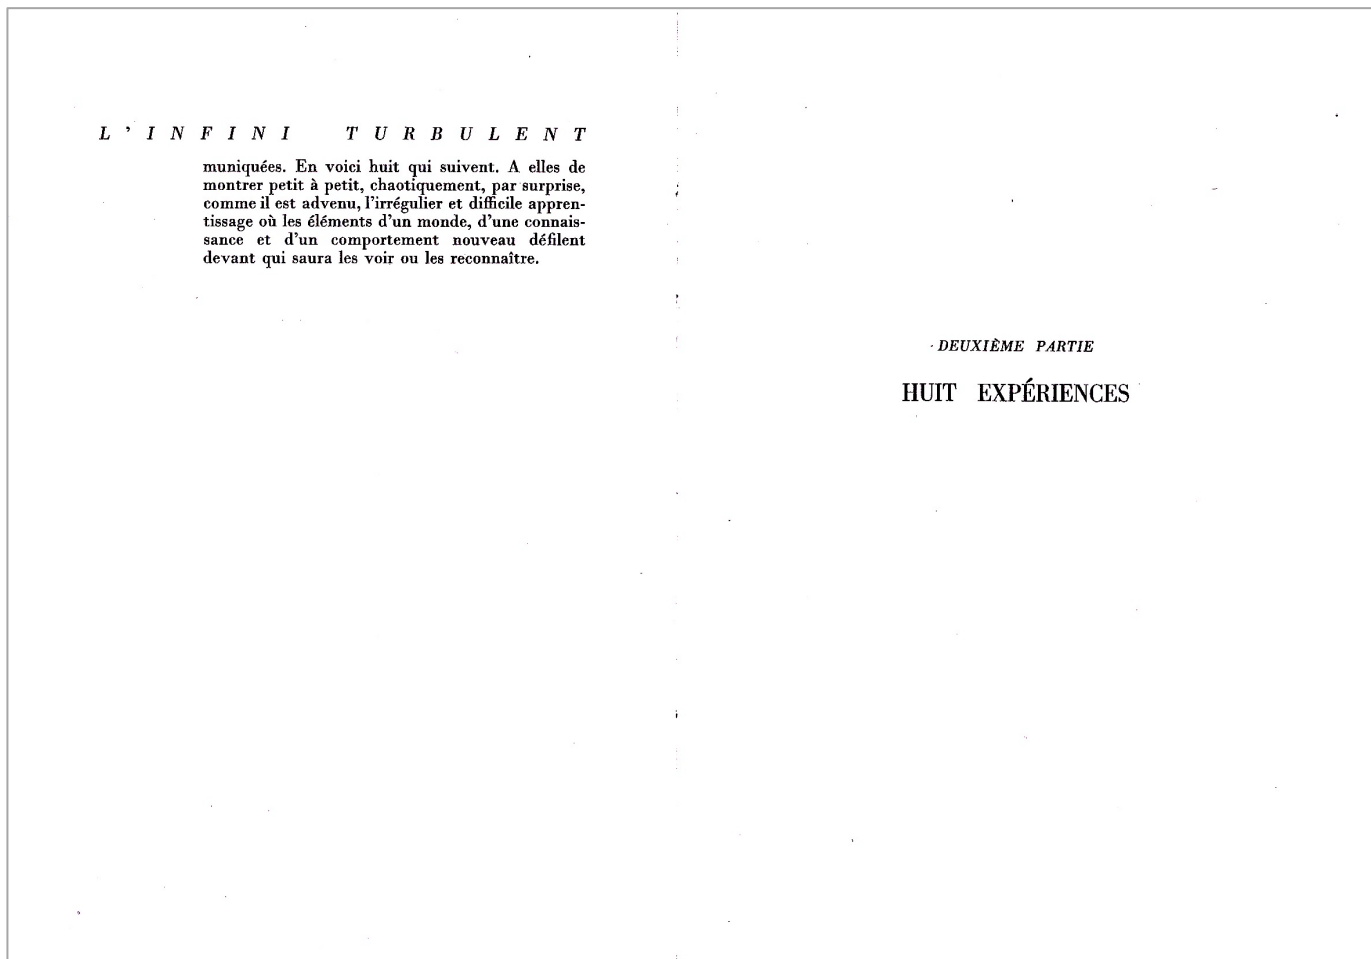 L'INFINI TURBULENT
muniquées. En voici huit qui suivent. A elles de
montrer petit à petit, chaotiquement, par surprise,
comme il est advenu, l'irrégulier et difficile appren-
tissage où les éléments d'un monde, d'une connais-
sance et d'un comportement nouveau défilent
devant qui saura les voir ou les reconnaître.
DEUXIÈME PARTIE
HUIT EXPÉRIENCES